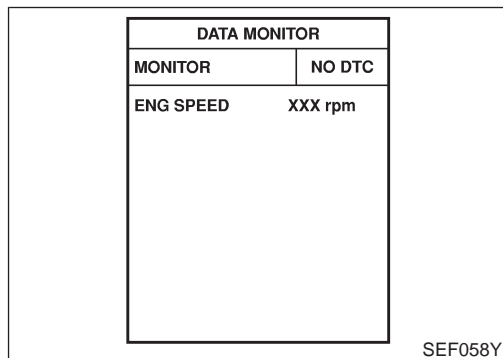 DATA MONITOR
MONITOR NO DTC
ENG SPEED XXX rpm
SEF058Y